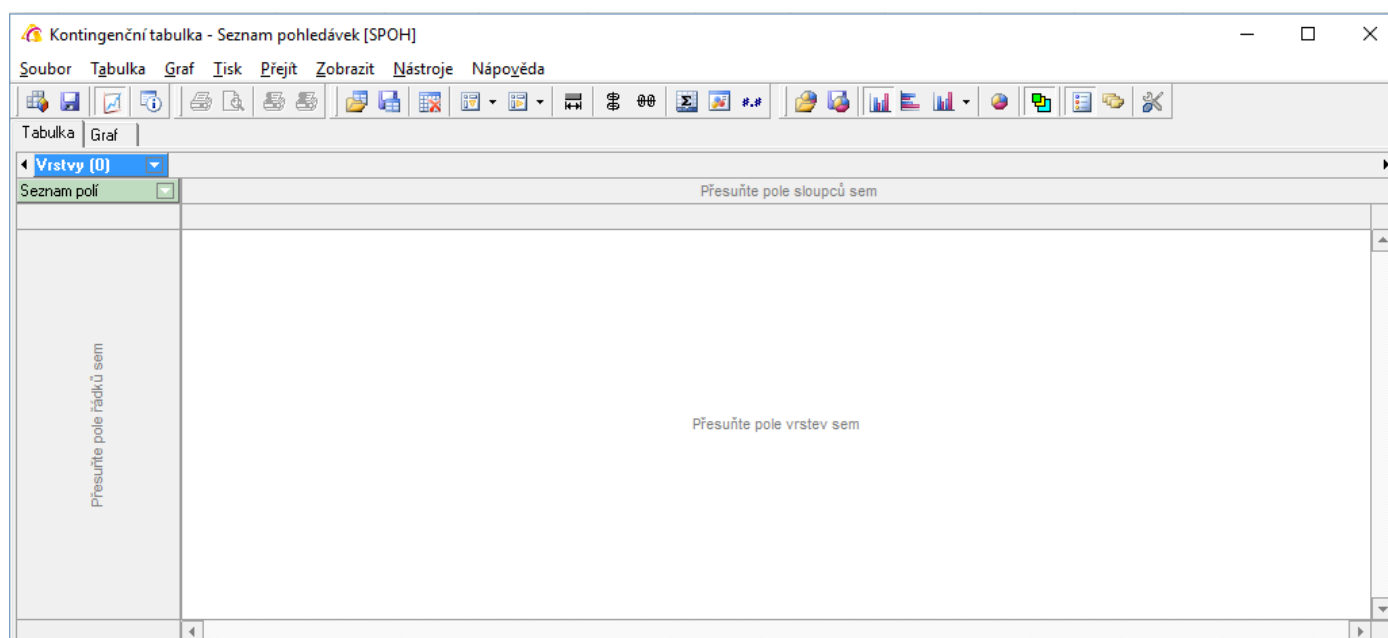 Kontingenční tabulka - Seznam pohledávek [SPOH]
Soubor Tabulka Graf Tisk Přejít Zobrazit Nástroje Nápověda
Tabulka Graf
Vrstvy (0)
Seznam polí Přesuňte pole sloupců sem
Přesuňte pole řádků sem
Přesuňte pole vrstev sem